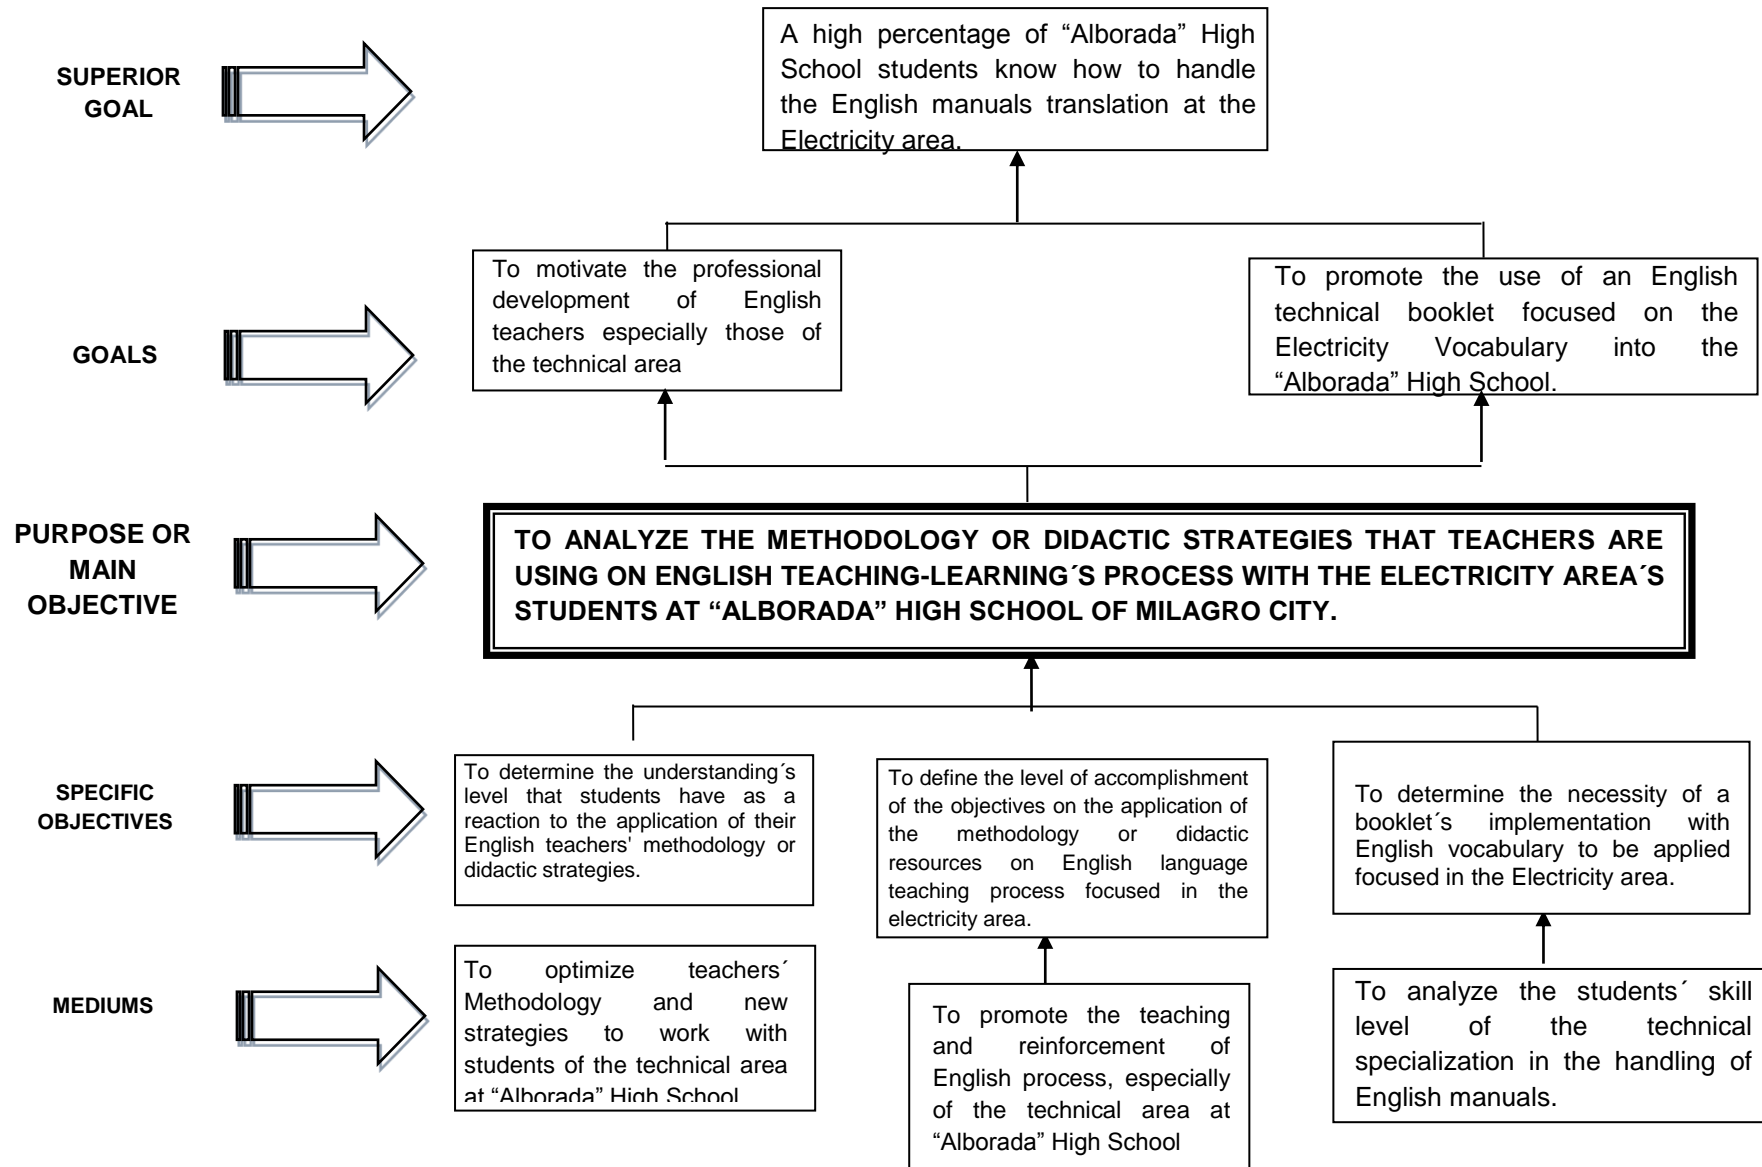 SUPERIOR
GOAL
A high percentage of “Alborada” High
School students know how to handle
the English manuals translation at the
Electricity area.
GOALS
To motivate the professional
development of English
teachers especially those of
the technical area
To promote the use of an English
technical booklet focused on the
Electricity Vocabulary into the
“Alborada” High School.
PURPOSE OR
MAIN
OBJECTIVE
TO ANALYZE THE METHODOLOGY OR DIDACTIC STRATEGIES THAT TEACHERS ARE
USING ON ENGLISH TEACHING-LEARNING´S PROCESS WITH THE ELECTRICITY AREA´S
STUDENTS AT “ALBORADA” HIGH SCHOOL OF MILAGRO CITY.
SPECIFIC
OBJECTIVES
To determine the understanding´s
level that students have as a
reaction to the application of their
English teachers' methodology or
didactic strategies.
To define the level of accomplishment
of the objectives on the application of
the methodology or didactic
resources on English language
teaching process focused in the
electricity area.
To determine the necessity of a
booklet´s implementation with
English vocabulary to be applied
focused in the Electricity area.
MEDIUMS
To optimize teachers´
Methodology and new
strategies to work with
students of the technical area
at “Alborada” High School
To promote the teaching
and reinforcement of
English process, especially
of the technical area at
“Alborada” High School
To analyze the students´ skill
level of the technical
specialization in the handling of
English manuals.